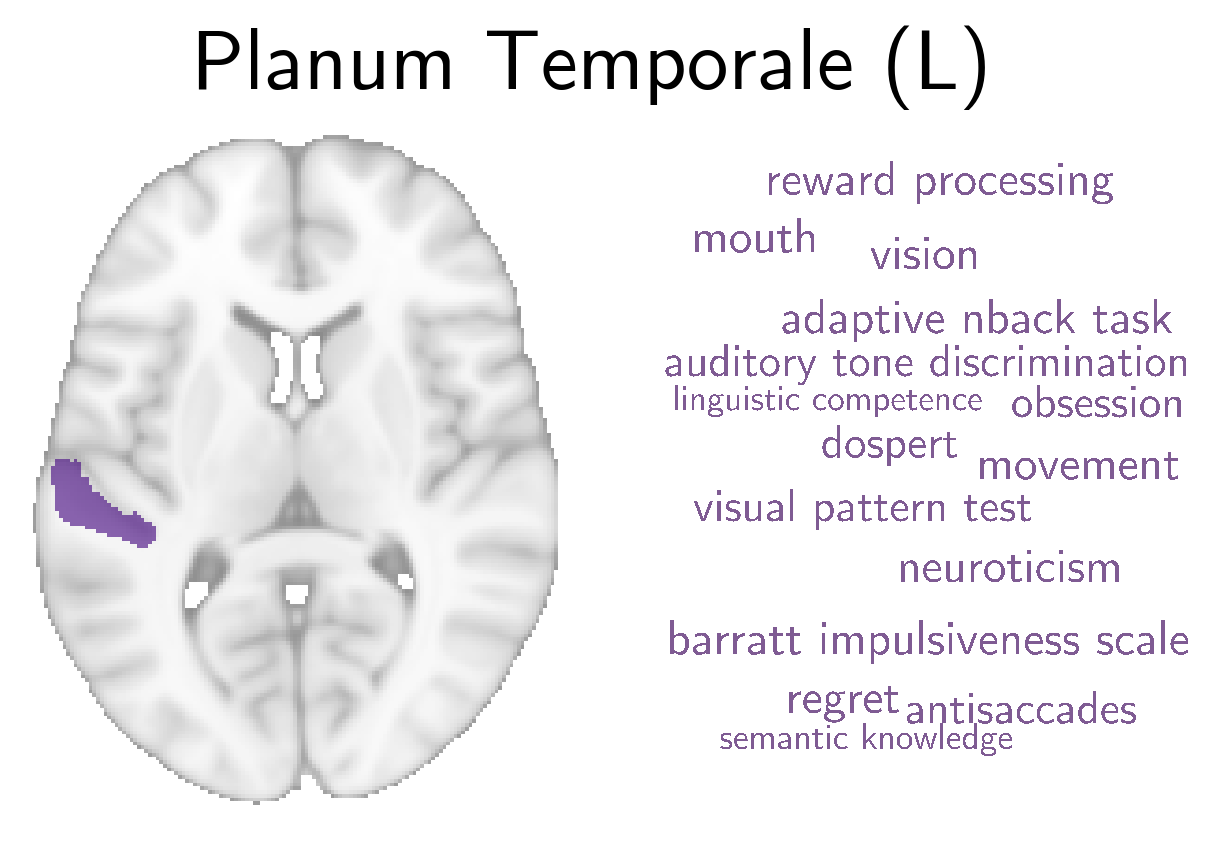 Planum Temporale (L)
reward processing
mouth
vision
adaptive nback task
auditory tone discrimination
linguistic competence
obsession
dospert
movement
visual pattern test
neuroticism
barratt impulsiveness scale
regret
antisaccades
semantic knowledge